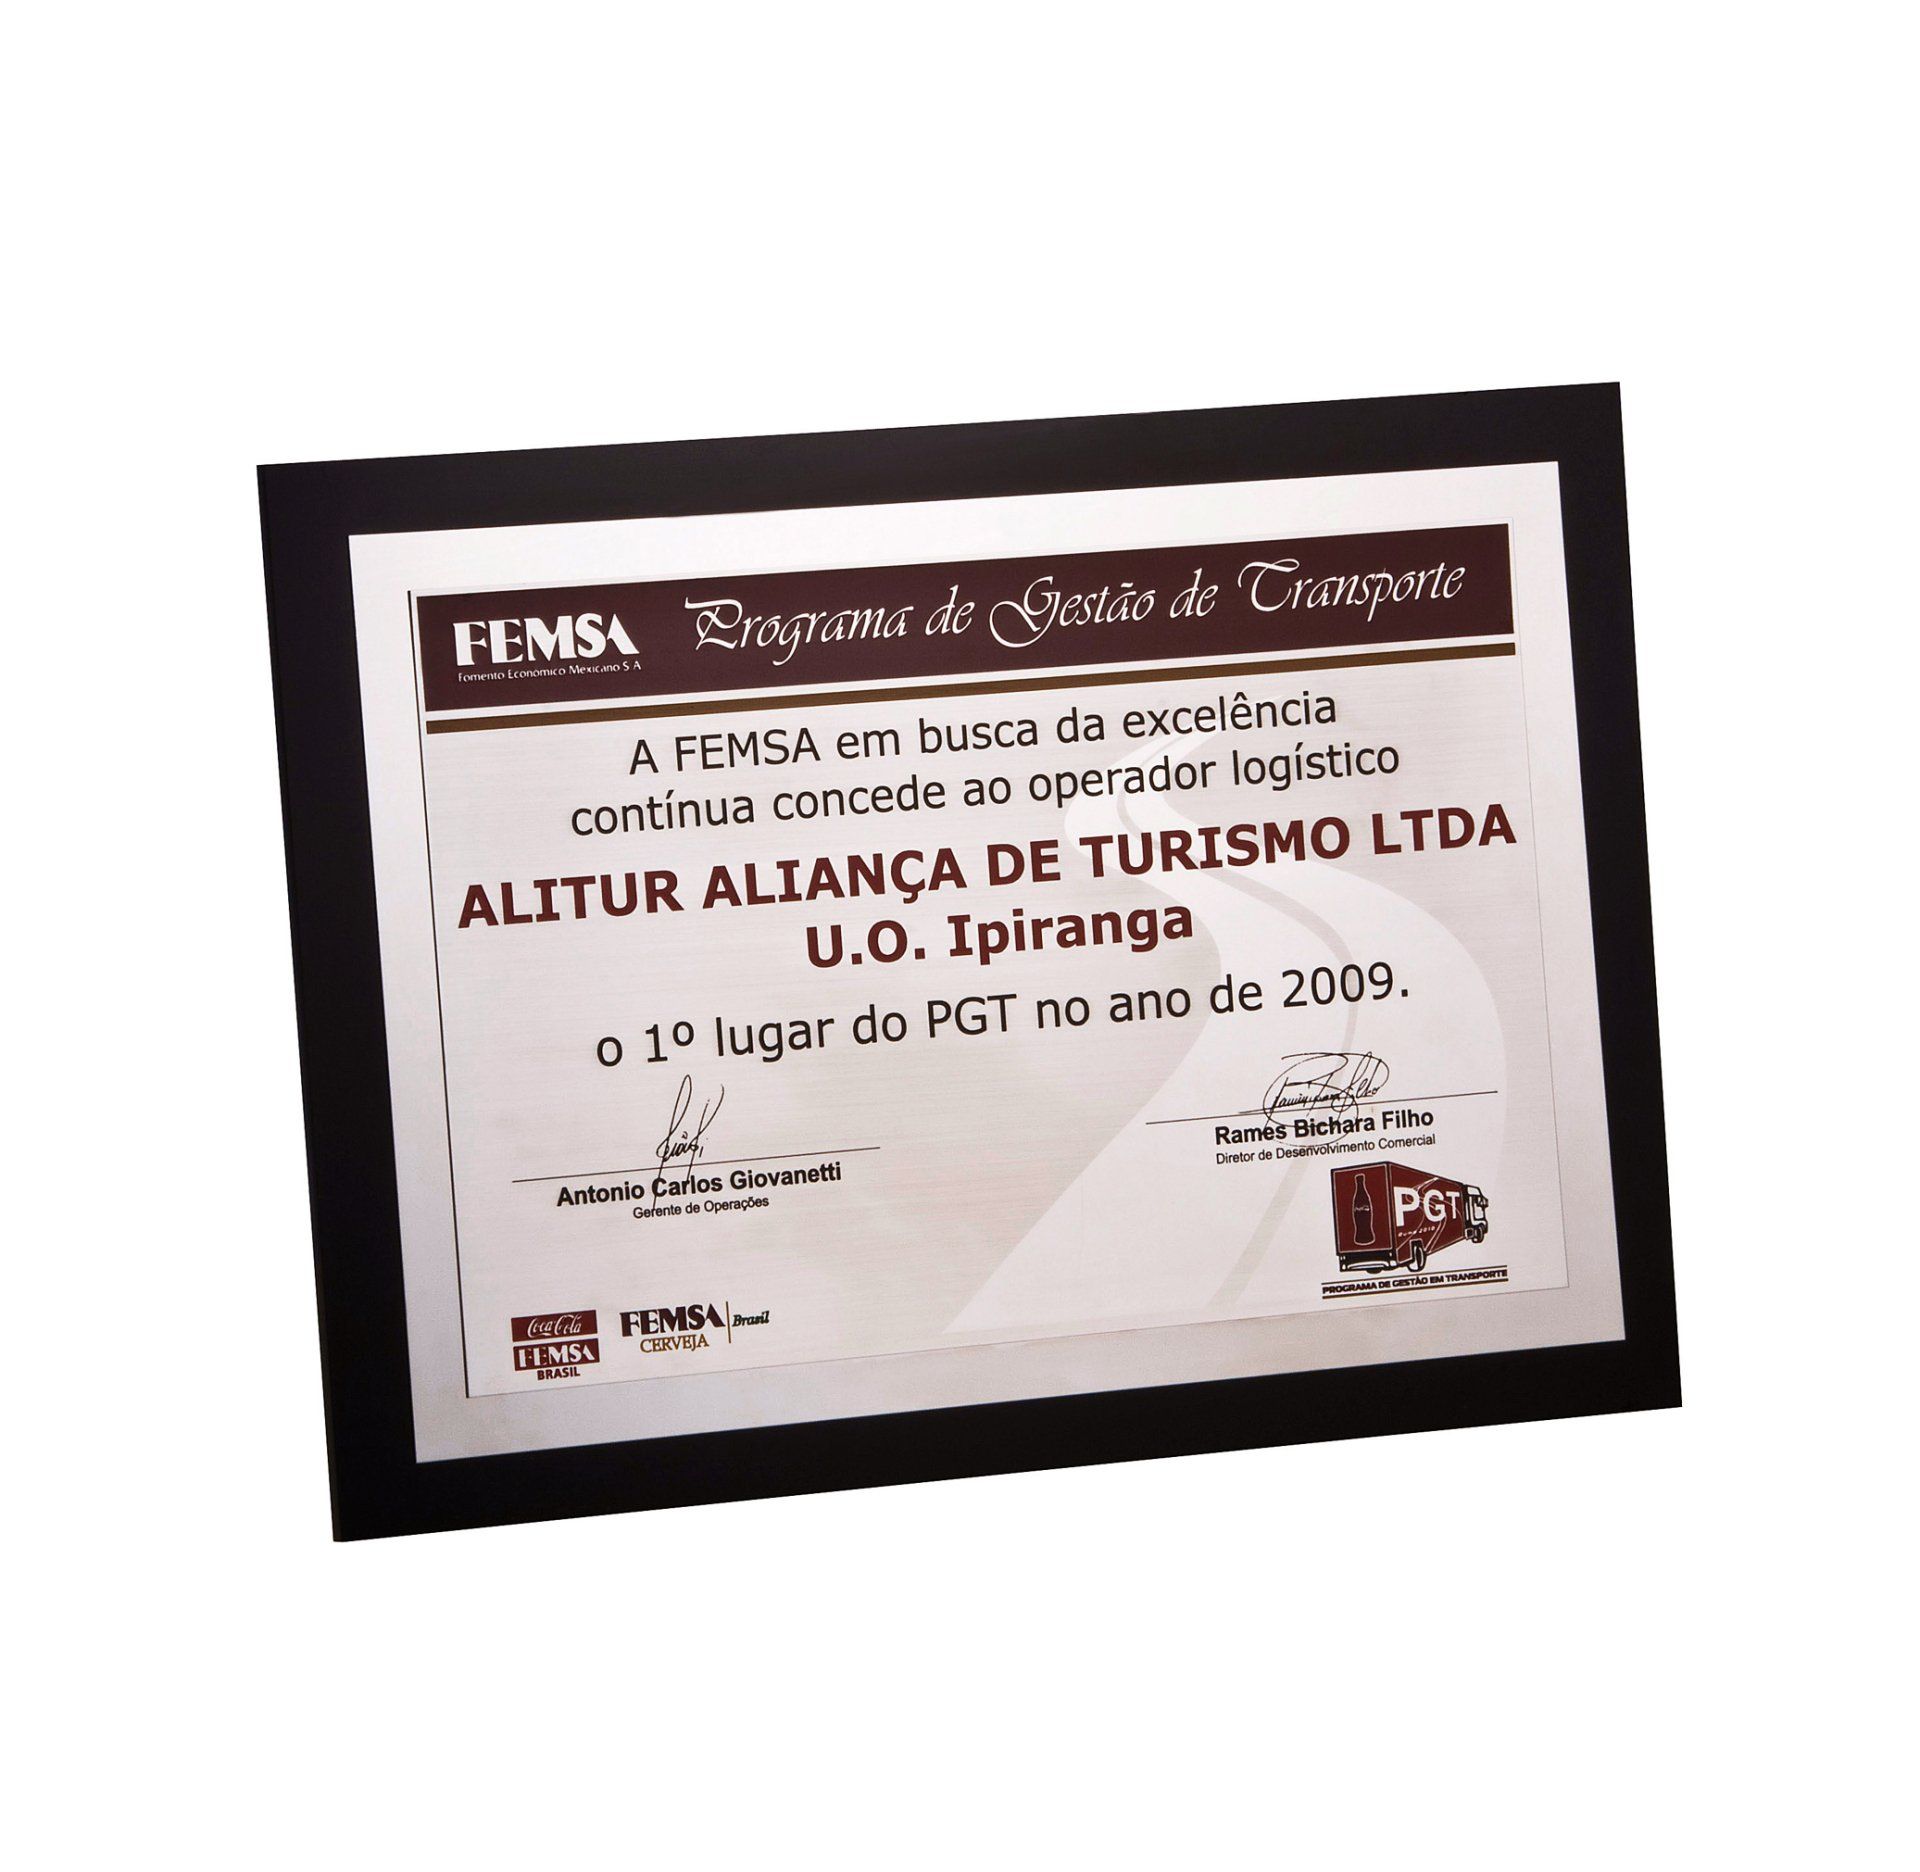 FEMSA
Fomento Económico Mexicano S A
Programa de Gestão de Transporte
A FEMSA em busca da excelência
contínua concede ao operador logístico
ALITUR ALIANÇA DE TURISMO LTDA
U.O. Ipiranga
o 1º lugar do PGT no ano de 2009.
Antonio Carlos Giovanetti
Gerente de Operações
Rames Bichara Filho
Diretor de Desenvolvimento Comercial
PGT
PROGRAMA DE GESTÃO EM TRANSPORTE
Coca-Cola
FEMSA
BRASIL
FEMSA
CERVEJA
Brasil